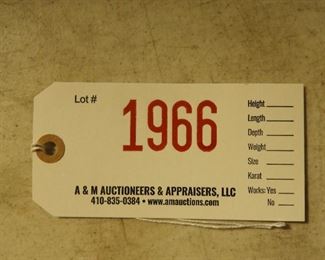 Lot #
1966
Height
Length
Depth
Weight
Size
Karat
Works: Yes
No
A & M AUCTIONEERS & APPRAISERS, LLC
410-835-0384 • www.amauctions.com